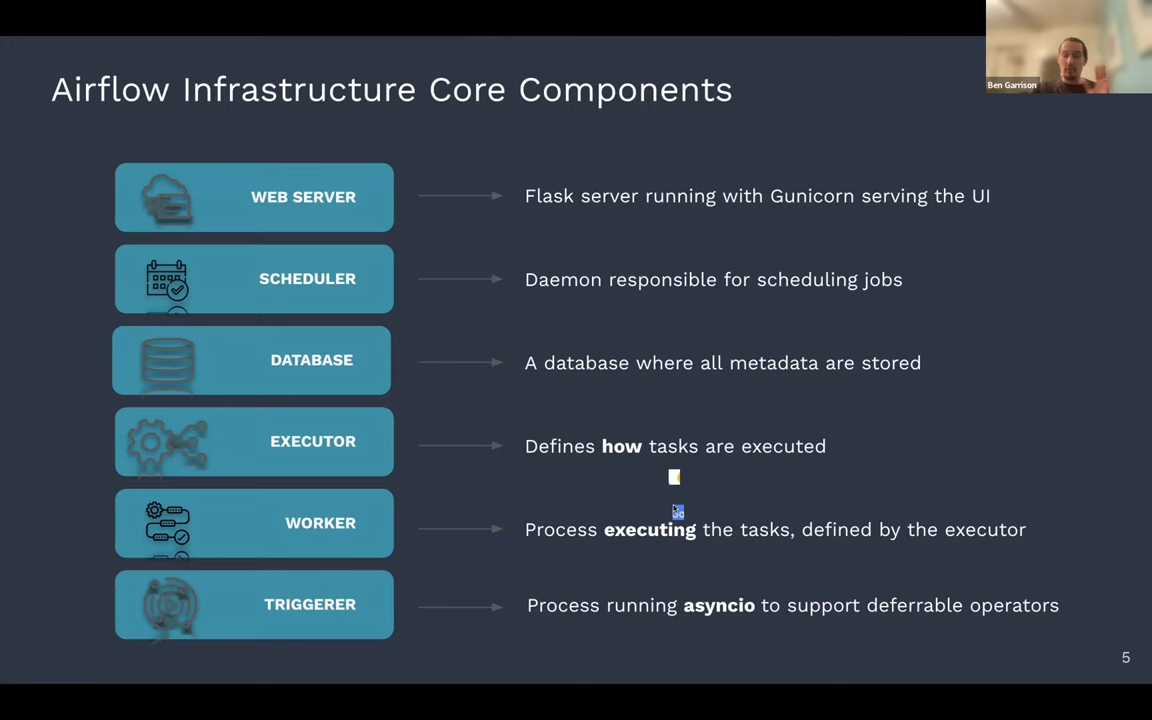 Ben Garrison
Airflow Infrastructure Core Components
WEB SERVER
Flask server running with Gunicorn serving the UI
SCHEDULER
Daemon responsible for scheduling jobs
DATABASE
A database where all metadata are stored
EXECUTOR
Defines how tasks are executed
WORKER
Process executing the tasks, defined by the executor
TRIGGERER
Process running asyncio to support deferrable operators
5